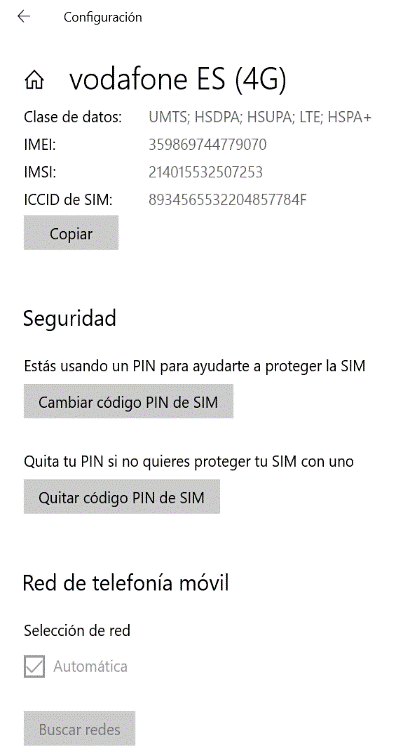 Configuración
vodafone ES (4G)
Clase de datos: UMTS; HSDPA; HSUPA; LTE; HSPA+
IMEI: 359869744779070
IMSI: 214015532507253
ICCID de SIM: 8934565532204857784F
Copiar
Seguridad
Estás usando un PIN para ayudarte a proteger la SIM
Cambiar código PIN de SIM
Quita tu PIN si no quieres proteger tu SIM con uno
Quitar código PIN de SIM
Red de telefonía móvil
Selección de red
Automática
Buscar redes